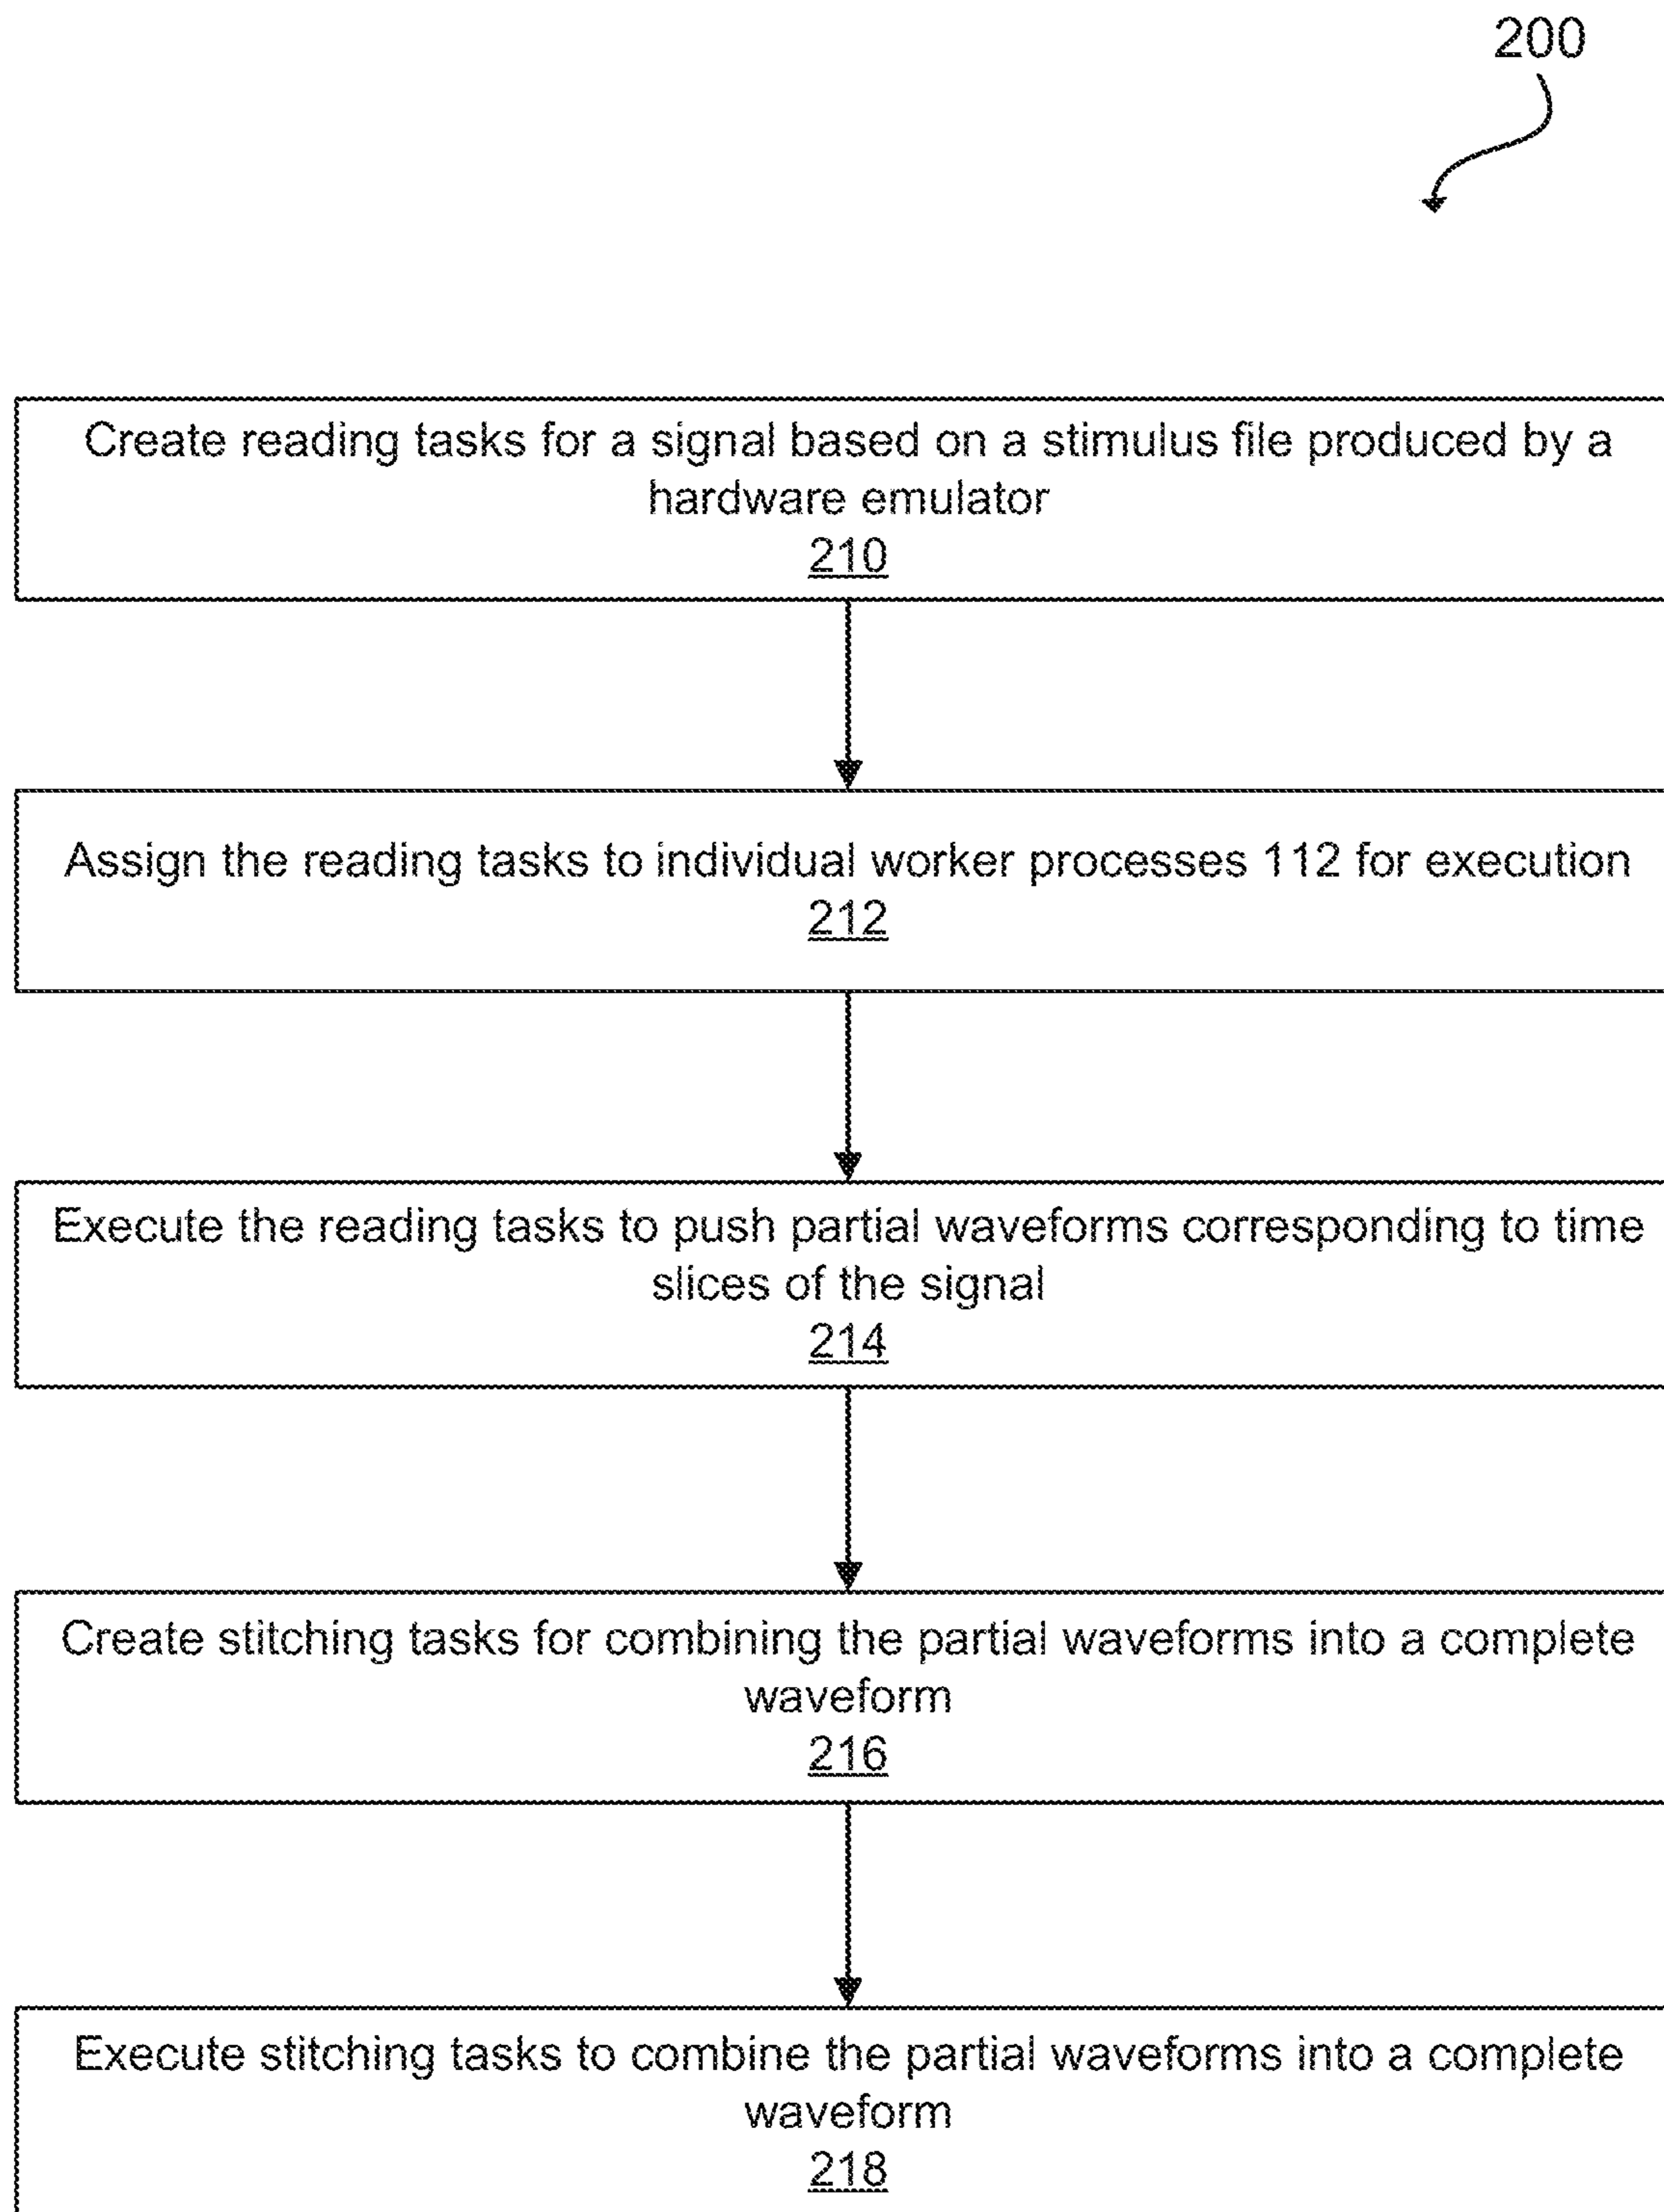 200
Create reading tasks for a signal based on a stimulus file produced by a
hardware emulator
210
Assign the reading tasks to individual worker processes 112 for execution
212
Execute the reading tasks to push partial waveforms corresponding to time
slices of the signal
214
Create stitching tasks for combining the partial waveforms into a complete
waveform
216
Execute stitching tasks to combine the partial waveforms into a complete
waveform
218